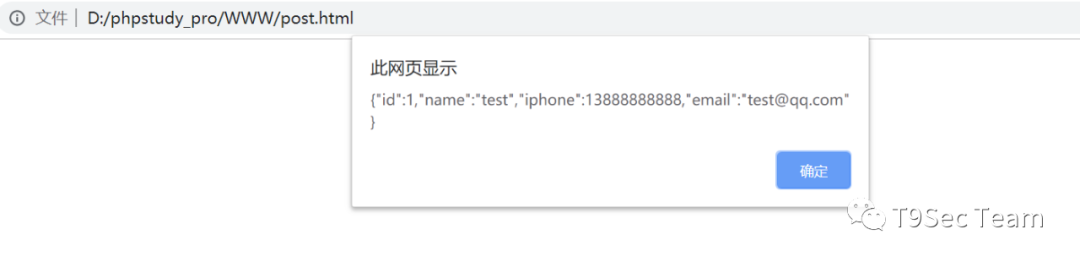 文件 | D:/phpstudy_pro/WWW/post.html
此网页显示
{"id":1,"name":"test","iphone":13888888888,"email":"test@qq.com"
}
确定
T9Sec Team